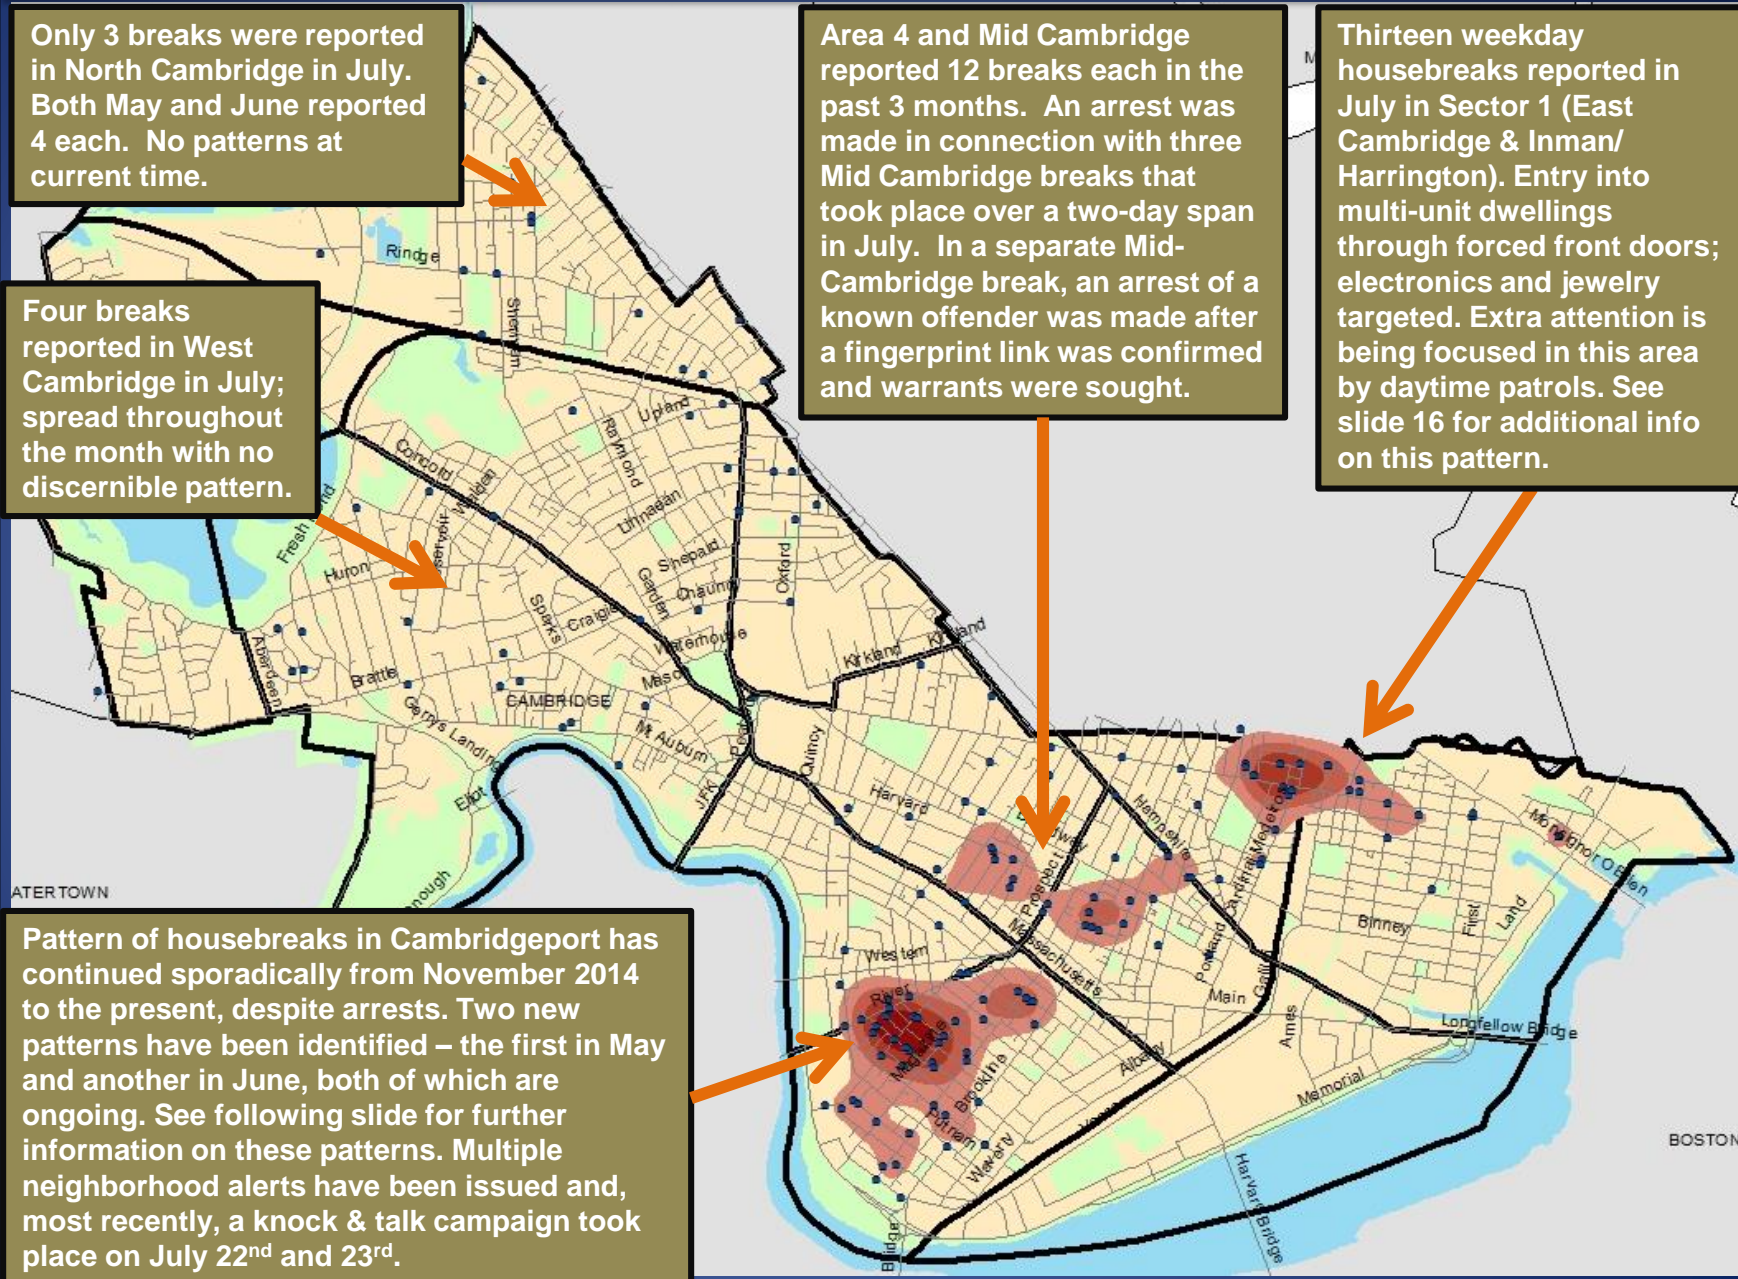 Only 3 breaks were reported
in North Cambridge in July.
Both May and June reported
4 each.  No patterns at
current time.
Area 4 and Mid Cambridge
reported 12 breaks each in the
past 3 months.  An arrest was
made in connection with three
Mid Cambridge breaks that
took place over a two-day span
in July.  In a separate Mid-
Cambridge break, an arrest of a
known offender was made after
a fingerprint link was confirmed
and warrants were sought.
Thirteen weekday
housebreaks reported in
July in Sector 1 (East
Cambridge & Inman/
Harrington). Entry into
multi-unit dwellings
through forced front doors;
electronics and jewelry
targeted. Extra attention is
being focused in this area
by daytime patrols. See
slide 16 for additional info
on this pattern.
Four breaks
reported in West
Cambridge in July;
spread throughout
the month with no
discernible pattern.
Pattern of housebreaks in Cambridgeport has
continued sporadically from November 2014
to the present, despite arrests. Two new
patterns have been identified – the first in May
and another in June, both of which are
ongoing. See following slide for further
information on these patterns. Multiple
neighborhood alerts have been issued and,
most recently, a knock & talk campaign took
place on July 22nd and 23rd.
M
Rindge
Sherman
Upland
Raymond
Concord
Walden
Linnaean
Fresh
Huron
Shepard
Chauncy
Garden
Oxford
Sparks
Craigie
Waterhouse
Kirkland
Kirkland
Aberdeen
Brattle
Mason
CAMBRIDGE
Gerrys Landing
Mt Auburn
Quincy
JFK
Eliot
Harvard
Hampshire
Cardinal Medeiros
Monsignor OBrien
Prospect
ATERTOWN
Binney
First
Land
Portland
Western
Massachusetts
Main
River
Ames
Longfellow Bridge
Albany
Brookline
Memorial
Putnam
Waverly
BOSTON
Harvard Bridge